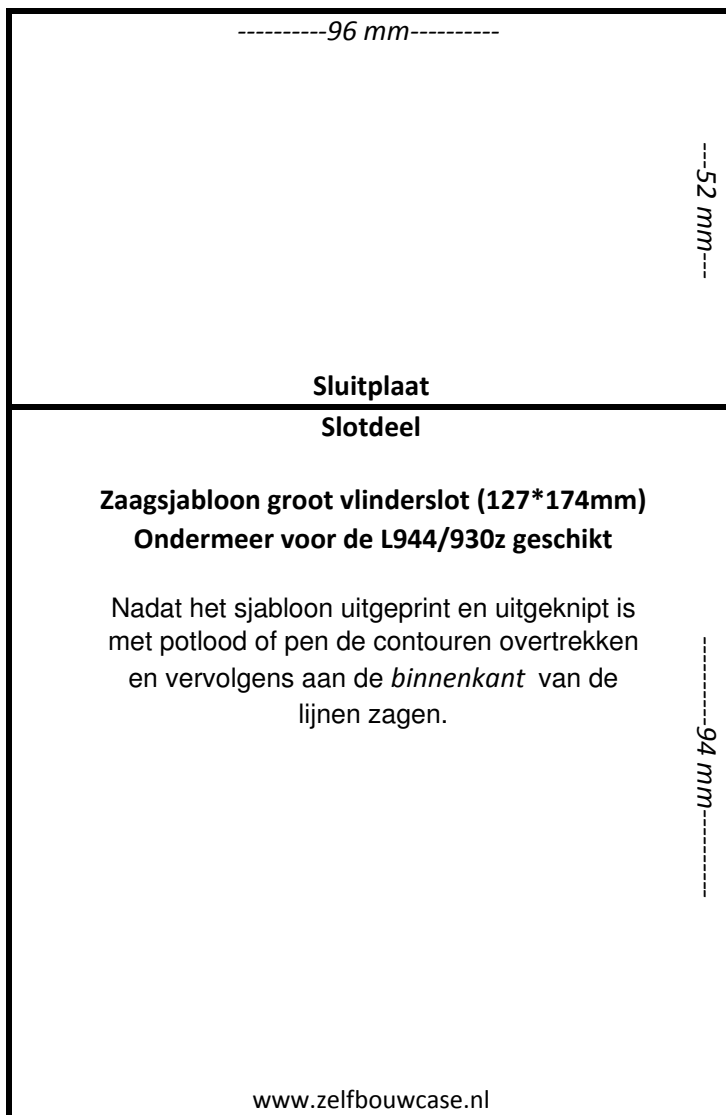 ----------96 mm----------
---52 mm---
Sluitplaat
Slotdeel
Zaagsjabloon groot vlinderslot (127*174mm)
Ondermeer voor de L944/930z geschikt
Nadat het sjabloon uitgeprint en uitgeknipt is
met potlood of pen de contouren overtrekken
en vervolgens aan de binnenkant van de
lijnen zagen.
----------94 mm----------
www.zelfbouwcase.nl